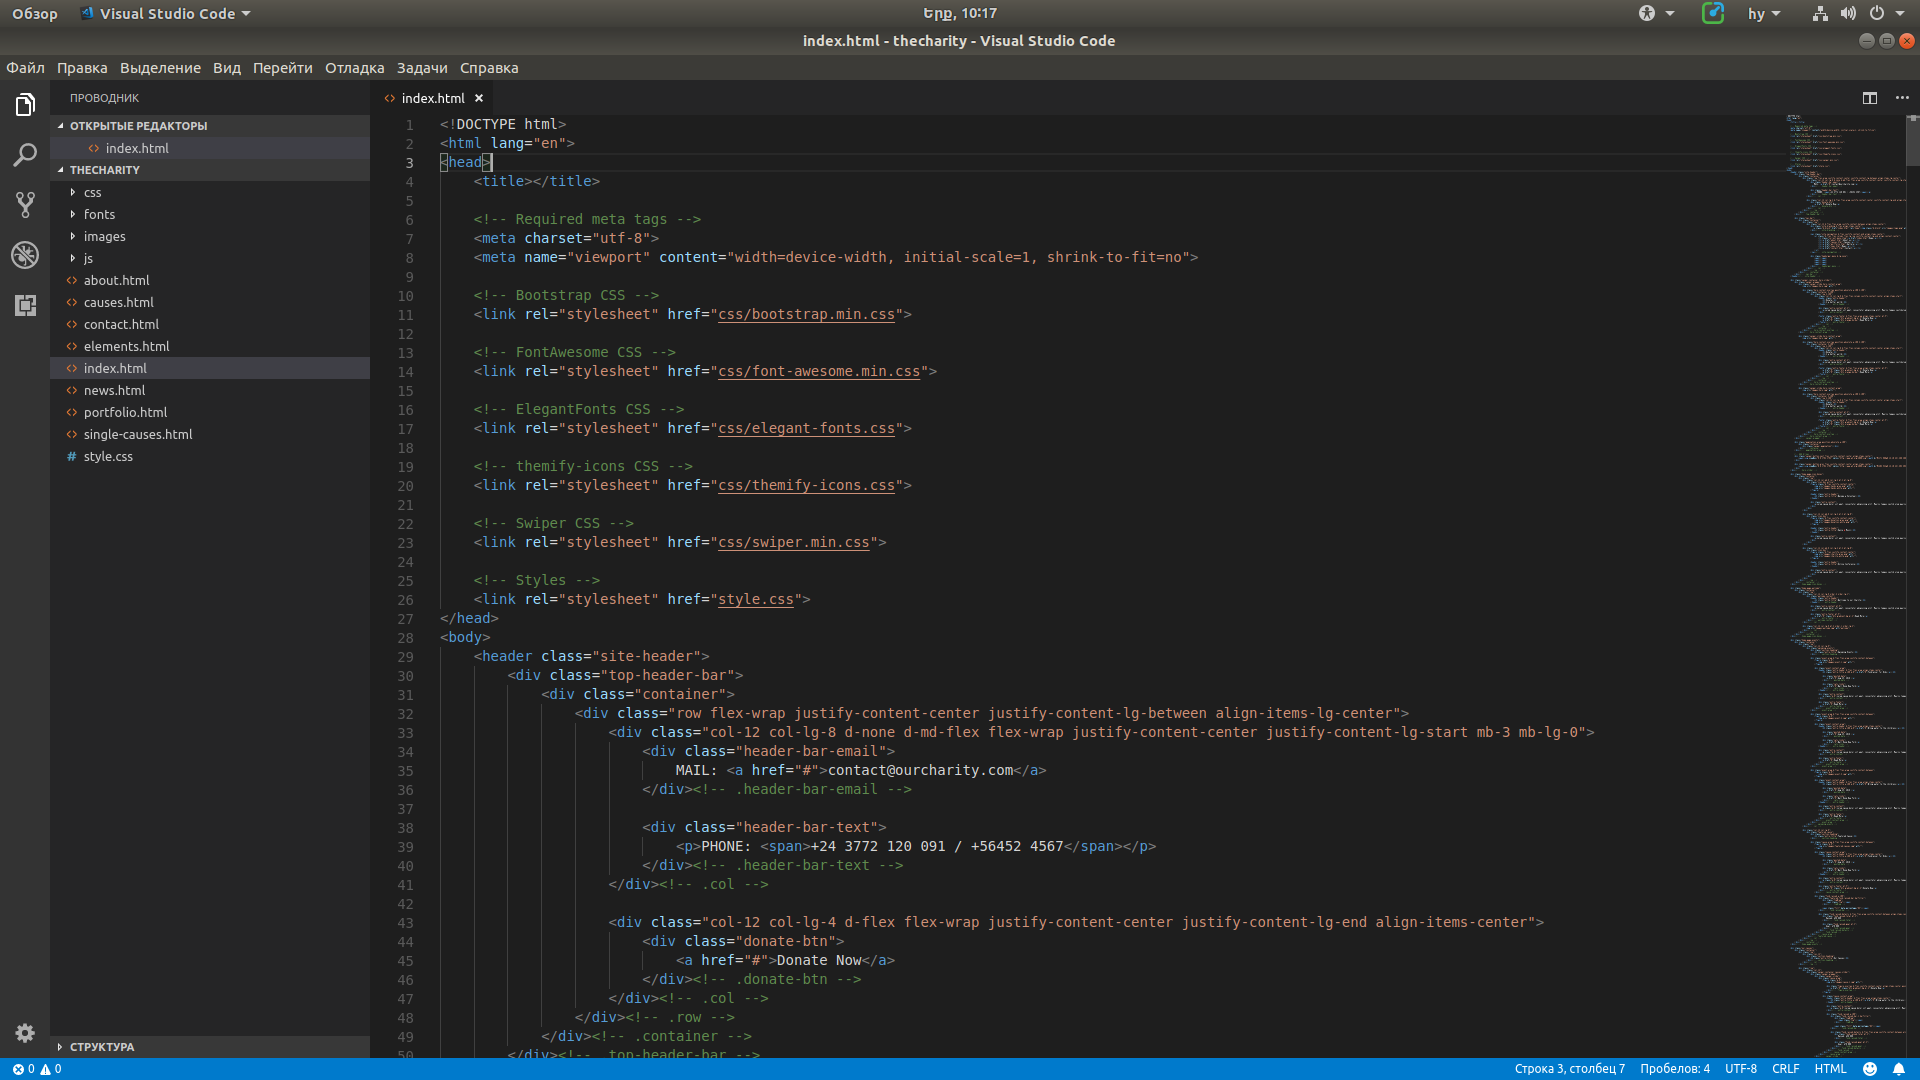 Обзор Visual Studio Code Երք, 10:17 hy
index.html - thecharity - Visual Studio Code
Файл Правка Выделение Вид Перейти Отладка Задачи Справка
ПРОВОДНИК
ОТКРЫТЫЕ РЕДАКТОРЫ
index.html
THECHARITY
css
fonts
images
js
about.html
causes.html
contact.html
elements.html
index.html
news.html
portfolio.html
single-causes.html
# style.css
СТРУКТУРА
index.html
1 <!DOCTYPE html>
2 <html lang="en">
3 <head>
4 <title></title>
5
6 <!-- Required meta tags -->
7 <meta charset="utf-8">
8 <meta name="viewport" content="width=device-width, initial-scale=1, shrink-to-fit=no">
9
10 <!-- Bootstrap CSS -->
11 <link rel="stylesheet" href="css/bootstrap.min.css">
12
13 <!-- FontAwesome CSS -->
14 <link rel="stylesheet" href="css/font-awesome.min.css">
15
16 <!-- ElegantFonts CSS -->
17 <link rel="stylesheet" href="css/elegant-fonts.css">
18
19 <!-- themify-icons CSS -->
20 <link rel="stylesheet" href="css/themify-icons.css">
21
22 <!-- Swiper CSS -->
23 <link rel="stylesheet" href="css/swiper.min.css">
24
25 <!-- Styles -->
26 <link rel="stylesheet" href="style.css">
27 </head>
28 <body>
29 <header class="site-header">
30 <div class="top-header-bar">
31 <div class="container">
32 <div class="row flex-wrap justify-content-center justify-content-lg-between align-items-lg-center">
33 <div class="col-12 col-lg-8 d-none d-md-flex flex-wrap justify-content-center justify-content-lg-start mb-3 mb-lg-0">
34 <div class="header-bar-email">
35 MAIL: <a href="#">contact@ourcharity.com</a>
36 </div><!-- .header-bar-email -->
37
38 <div class="header-bar-text">
39 <p>PHONE: <span>+24 3772 120 091 / +56452 4567</span></p>
40 </div><!-- .header-bar-text -->
41 </div><!-- .col -->
42
43 <div class="col-12 col-lg-4 d-flex flex-wrap justify-content-center justify-content-lg-end align-items-center">
44 <div class="donate-btn">
45 <a href="#">Donate Now</a>
46 </div><!-- .donate-btn -->
47 </div><!-- .col -->
48 </div><!-- .row -->
49 </div><!-- .container -->
50 </div><!-- .top-header-bar -->
0 0 Строка 3, столбец 7 Пробелов: 4 UTF-8 CRLF HTML